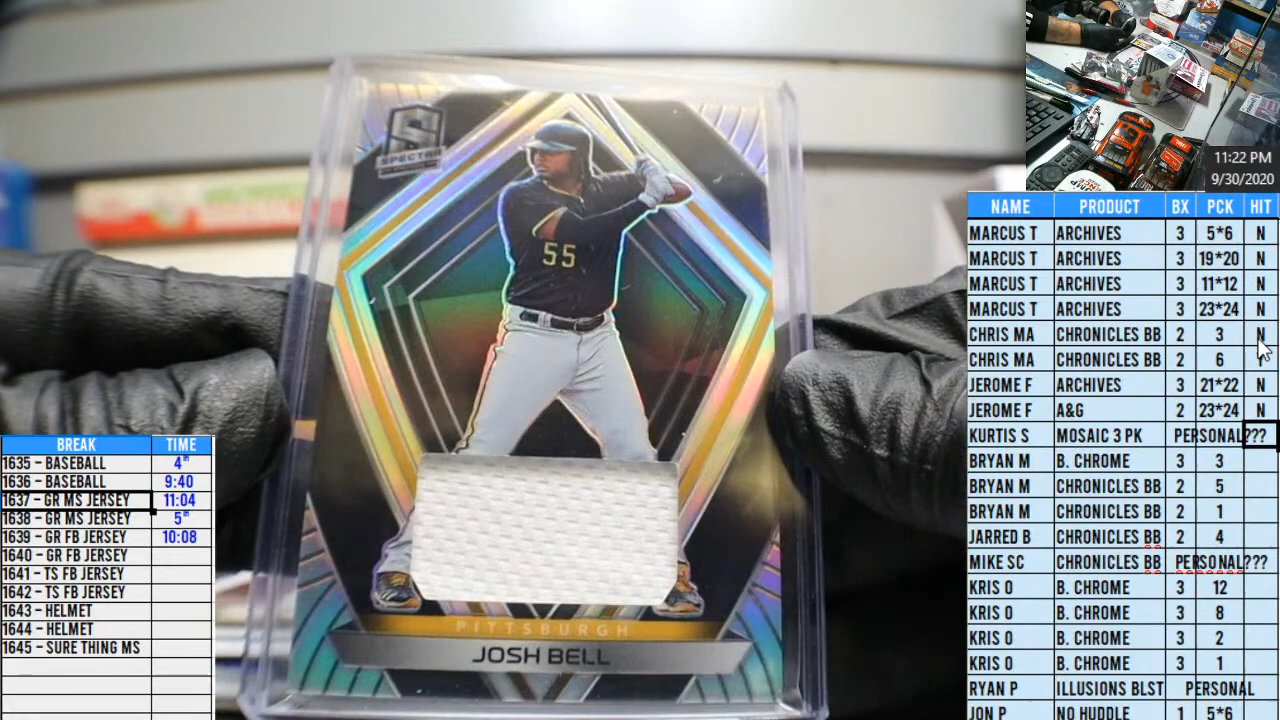 11:22 PM
9/30/2020
SPECTRA
55
PITTSBURGH
JOSH BELL
BREAK TIME
1635 - BASEBALL 4th
1636 - BASEBALL 9:40
1637 - GR MS JERSEY 11:04
1638 - GR MS JERSEY 5th
1639 - GR FB JERSEY 10:08
1640 - GR FB JERSEY
1641 - TS FB JERSEY
1642 - TS FB JERSEY
1643 - HELMET
1644 - HELMET
1645 - SURE THING MS
NAME PRODUCT BX PCK HIT
MARCUS T ARCHIVES 3 5*6 N
MARCUS T ARCHIVES 3 19*20 N
MARCUS T ARCHIVES 3 11*12 N
MARCUS T ARCHIVES 3 23*24 N
CHRIS MA CHRONICLES BB 2 3 N
CHRIS MA CHRONICLES BB 2 6
JEROME F ARCHIVES 3 21*22 N
JEROME F A&G 2 23*24 N
KURTIS S MOSAIC 3 PK PERSONAL???
BRYAN M B. CHROME 3 3
BRYAN M CHRONICLES BB 2 5
BRYAN M CHRONICLES BB 2 1
JARRED B CHRONICLES BB 2 4
MIKE SC CHRONICLES BB PERSONAL???
KRIS O B. CHROME 3 12
KRIS O B. CHROME 3 8
KRIS O B. CHROME 3 2
KRIS O B. CHROME 3 1
RYAN P ILLUSIONS BLST PERSONAL
JON P NO HUDDLE 1 5*6